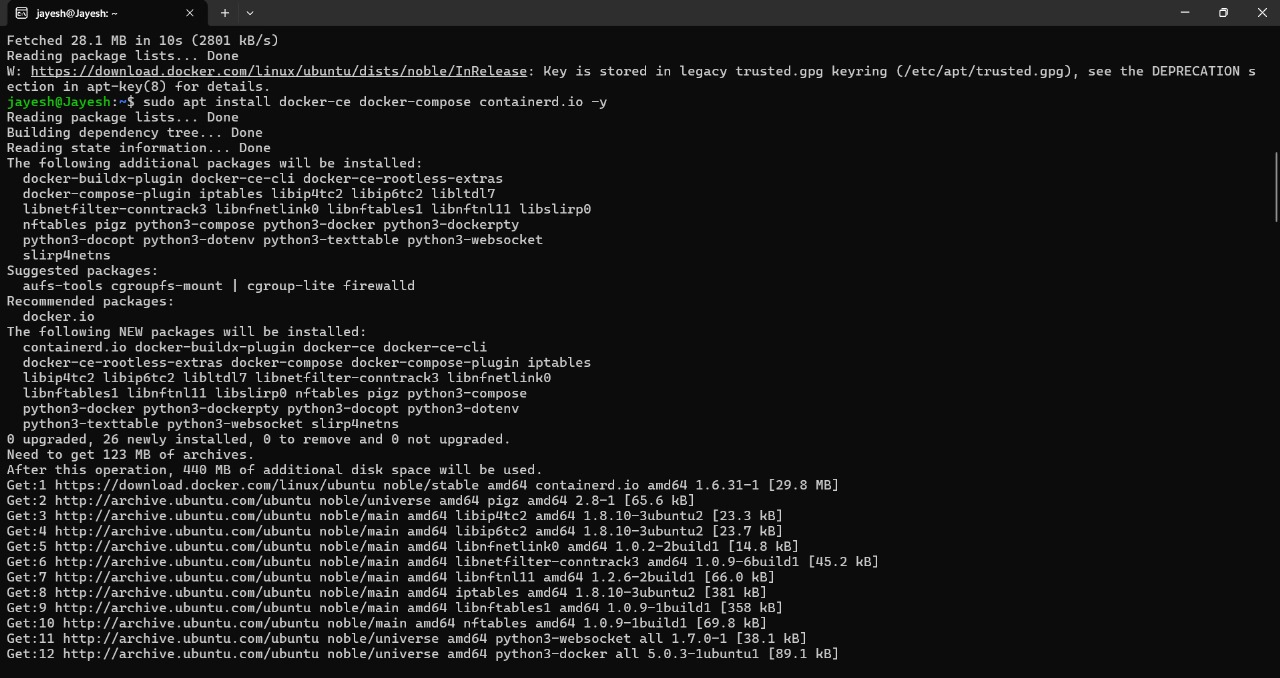 jayesh@Jayesh: ~
Fetched 28.1 MB in 10s (2801 kB/s)
Reading package lists... Done
W: https://download.docker.com/linux/ubuntu/dists/noble/InRelease: Key is stored in legacy trusted.gpg keyring (/etc/apt/trusted.gpg), see the DEPRECATION s
ection in apt-key(8) for details.
jayesh@Jayesh:~$ sudo apt install docker-ce docker-compose containerd.io -y
Reading package lists... Done
Building dependency tree... Done
Reading state information... Done
The following additional packages will be installed:
  docker-buildx-plugin docker-ce-cli docker-ce-rootless-extras
  docker-compose-plugin iptables libip4tc2 libip6tc2 libltdl7
  libnetfilter-conntrack3 libnfnetlink0 libnftables1 libnftnl11 libslirp0
  nftables pigz python3-compose python3-docker python3-dockerpty
  python3-docopt python3-dotenv python3-texttable python3-websocket
  slirp4netns
Suggested packages:
  aufs-tools cgroupfs-mount | cgroup-lite firewalld
Recommended packages:
  docker.io
The following NEW packages will be installed:
  containerd.io docker-buildx-plugin docker-ce docker-ce-cli
  docker-ce-rootless-extras docker-compose docker-compose-plugin iptables
  libip4tc2 libip6tc2 libltdl7 libnetfilter-conntrack3 libnfnetlink0
  libnftables1 libnftnl11 libslirp0 nftables pigz python3-compose
  python3-docker python3-dockerpty python3-docopt python3-dotenv
  python3-texttable python3-websocket slirp4netns
0 upgraded, 26 newly installed, 0 to remove and 0 not upgraded.
Need to get 123 MB of archives.
After this operation, 440 MB of additional disk space will be used.
Get:1 https://download.docker.com/linux/ubuntu noble/stable amd64 containerd.io amd64 1.6.31-1 [29.8 MB]
Get:2 http://archive.ubuntu.com/ubuntu noble/universe amd64 pigz amd64 2.8-1 [65.6 kB]
Get:3 http://archive.ubuntu.com/ubuntu noble/main amd64 libip4tc2 amd64 1.8.10-3ubuntu2 [23.3 kB]
Get:4 http://archive.ubuntu.com/ubuntu noble/main amd64 libip6tc2 amd64 1.8.10-3ubuntu2 [23.7 kB]
Get:5 http://archive.ubuntu.com/ubuntu noble/main amd64 libnfnetlink0 amd64 1.0.2-2build1 [14.8 kB]
Get:6 http://archive.ubuntu.com/ubuntu noble/main amd64 libnetfilter-conntrack3 amd64 1.0.9-6build1 [45.2 kB]
Get:7 http://archive.ubuntu.com/ubuntu noble/main amd64 libnftnl11 amd64 1.2.6-2build1 [66.0 kB]
Get:8 http://archive.ubuntu.com/ubuntu noble/main amd64 iptables amd64 1.8.10-3ubuntu2 [381 kB]
Get:9 http://archive.ubuntu.com/ubuntu noble/main amd64 libnftables1 amd64 1.0.9-1build1 [358 kB]
Get:10 http://archive.ubuntu.com/ubuntu noble/main amd64 nftables amd64 1.0.9-1build1 [69.8 kB]
Get:11 http://archive.ubuntu.com/ubuntu noble/universe amd64 python3-websocket all 1.7.0-1 [38.1 kB]
Get:12 http://archive.ubuntu.com/ubuntu noble/universe amd64 python3-docker all 5.0.3-1ubuntu1 [89.1 kB]